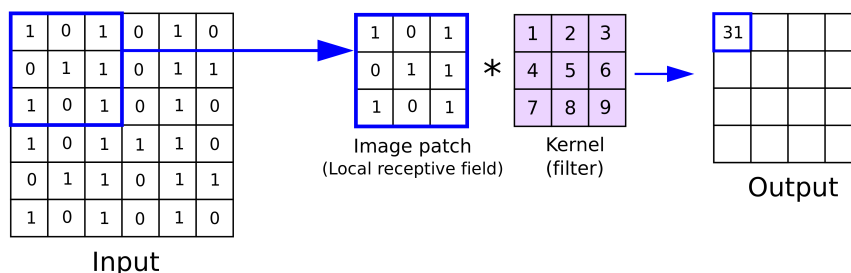 1 0 1 0 1 0
0 1 1 0 1 1
1 0 1 0 1 0
1 0 1 1 1 0
0 1 1 0 1 1
1 0 1 0 1 0
Input
1 0 1
0 1 1
1 0 1
Image patch
(Local receptive field)
*
1 2 3
4 5 6
7 8 9
Kernel
(filter)
31
Output